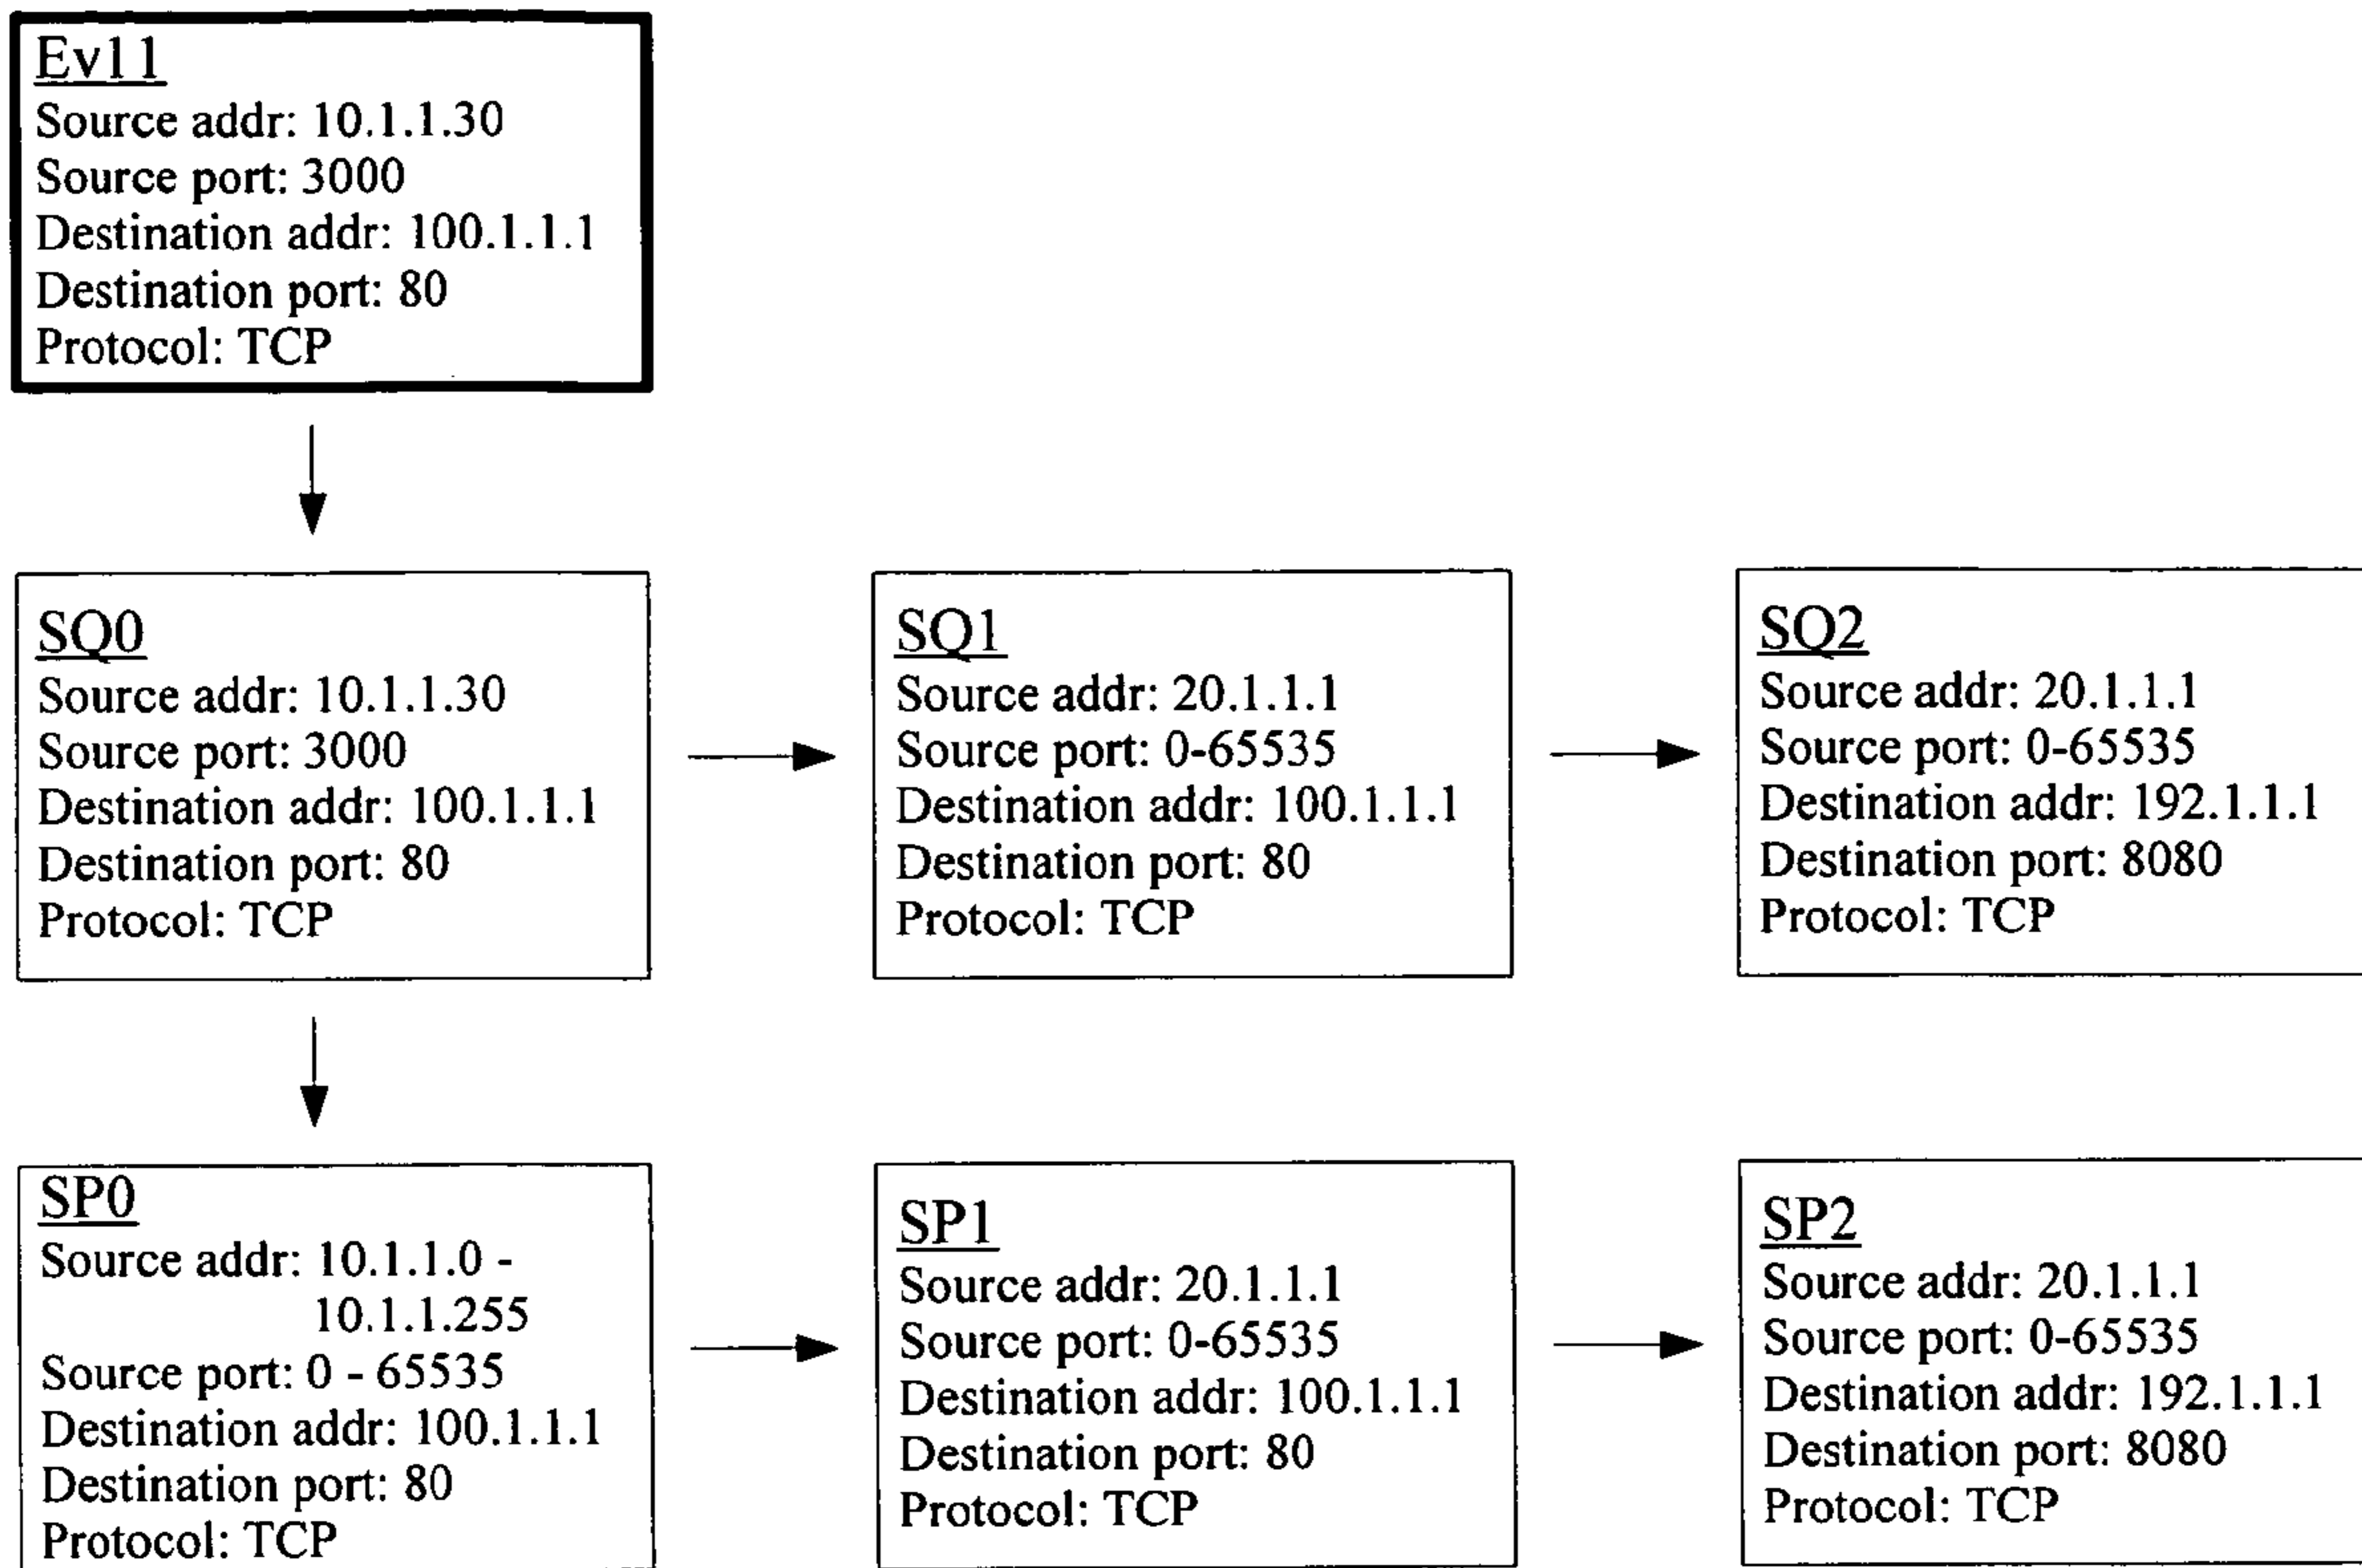 Ev11
Source addr: 10.1.1.30
Source port: 3000
Destination addr: 100.1.1.1
Destination port: 80
Protocol: TCP
SQ0
Source addr: 10.1.1.30
Source port: 3000
Destination addr: 100.1.1.1
Destination port: 80
Protocol: TCP
SQ1
Source addr: 20.1.1.1
Source port: 0-65535
Destination addr: 100.1.1.1
Destination port: 80
Protocol: TCP
SQ2
Source addr: 20.1.1.1
Source port: 0-65535
Destination addr: 192.1.1.1
Destination port: 8080
Protocol: TCP
SP0
Source addr: 10.1.1.0 -
10.1.1.255
Source port: 0 - 65535
Destination addr: 100.1.1.1
Destination port: 80
Protocol: TCP
SP1
Source addr: 20.1.1.1
Source port: 0-65535
Destination addr: 100.1.1.1
Destination port: 80
Protocol: TCP
SP2
Source addr: 20.1.1.1
Source port: 0-65535
Destination addr: 192.1.1.1
Destination port: 8080
Protocol: TCP